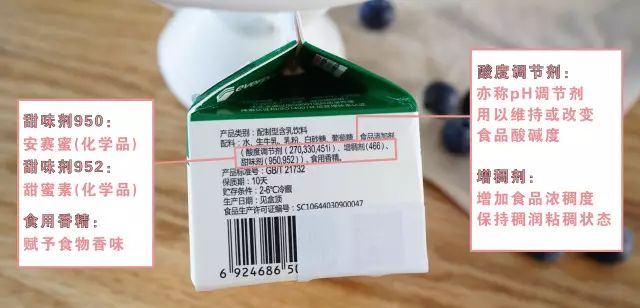 甜味剂950：
安赛蜜(化学品)
甜味剂952：
甜蜜素(化学品)
食用香精：
赋予食物香味
产品类别：配制型含乳饮料
配料：水、生牛乳、乳粉、白砂糖、葡萄糖、食品添加剂
(酸度调节剂（270,330,451i）、增稠剂（466）、
甜味剂(950,952)）、食用香精。
产品标准号：GB/T 21732
保质期：10天
贮存条件：2-6℃冷藏
生产日期：见盒顶
食品生产许可证编号：SC10644030900047
6 924686 50
酸度调节剂：
亦称pH调节剂
用以维持或改变
食品酸碱度
增稠剂：
增加食品浓稠度
保持稠润粘稠状态